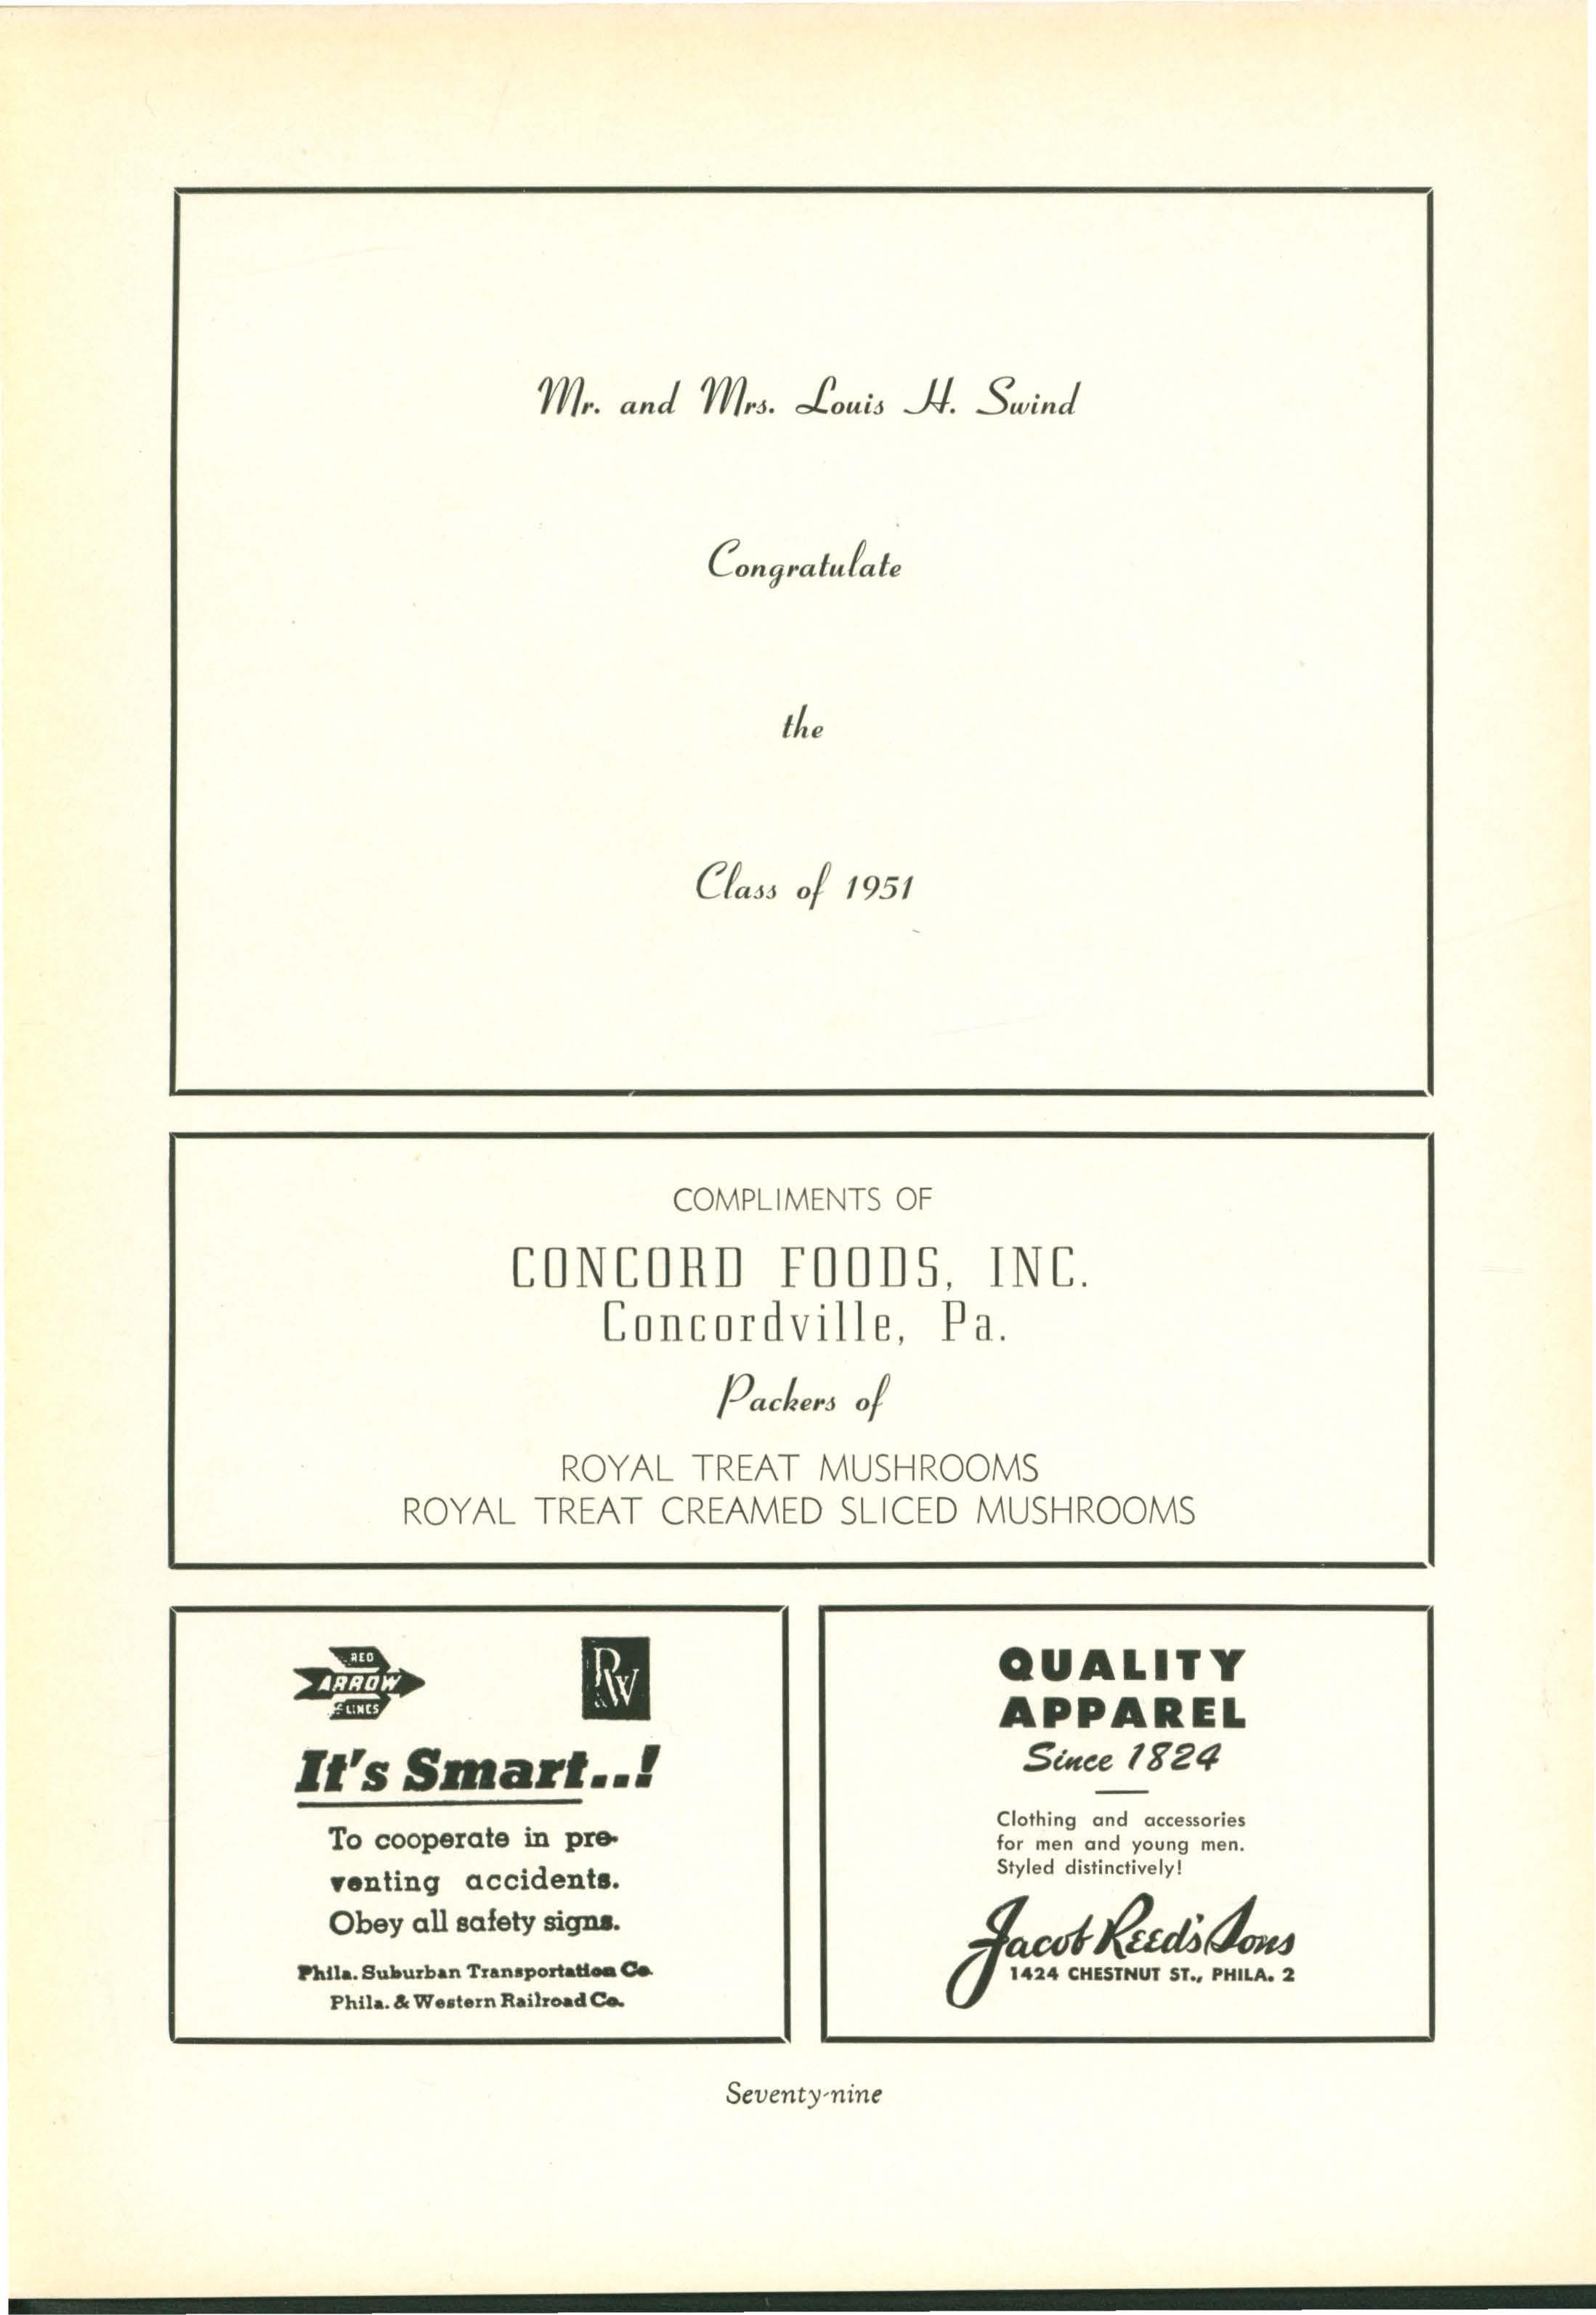 Mr. and Mrs. Louis H. Swind
Congratulate
the
Class of 1951
COMPLIMENTS OF
CONCORD FOODS, INC.
Concordville, Pa.
Packers of
ROYAL TREAT MUSHROOMS
ROYAL TREAT CREAMED SLICED MUSHROOMS
RED
ARROW
LINES
P&W
It's Smart..!
To cooperate in pre-
venting accidents.
Obey all safety signs.
Phila. Suburban Transportation Co.
Phila. & Western Railroad Co.
QUALITY
APPAREL
Since 1824
Clothing and accessories
for men and young men.
Styled distinctively!
Jacob Reed's Sons
1424 CHESTNUT ST., PHILA. 2
Seventy-nine